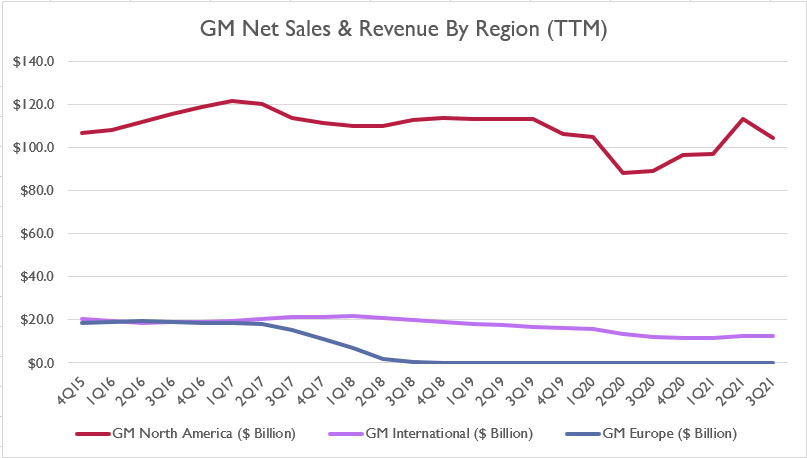 GM Net Sales & Revenue By Region (TTM)
$140.0
$120.0
$100.0
$80.0
$60.0
$40.0
$20.0
$0.0
4Q15 1Q16 2Q16 3Q16 4Q16 1Q17 2Q17 3Q17 4Q17 1Q18 2Q18 3Q18 4Q18 1Q19 2Q19 3Q19 4Q19 1Q20 2Q20 3Q20 4Q20 1Q21 2Q21 3Q21
GM North America ($ Billion) GM International ($ Billion) GM Europe ($ Billion)